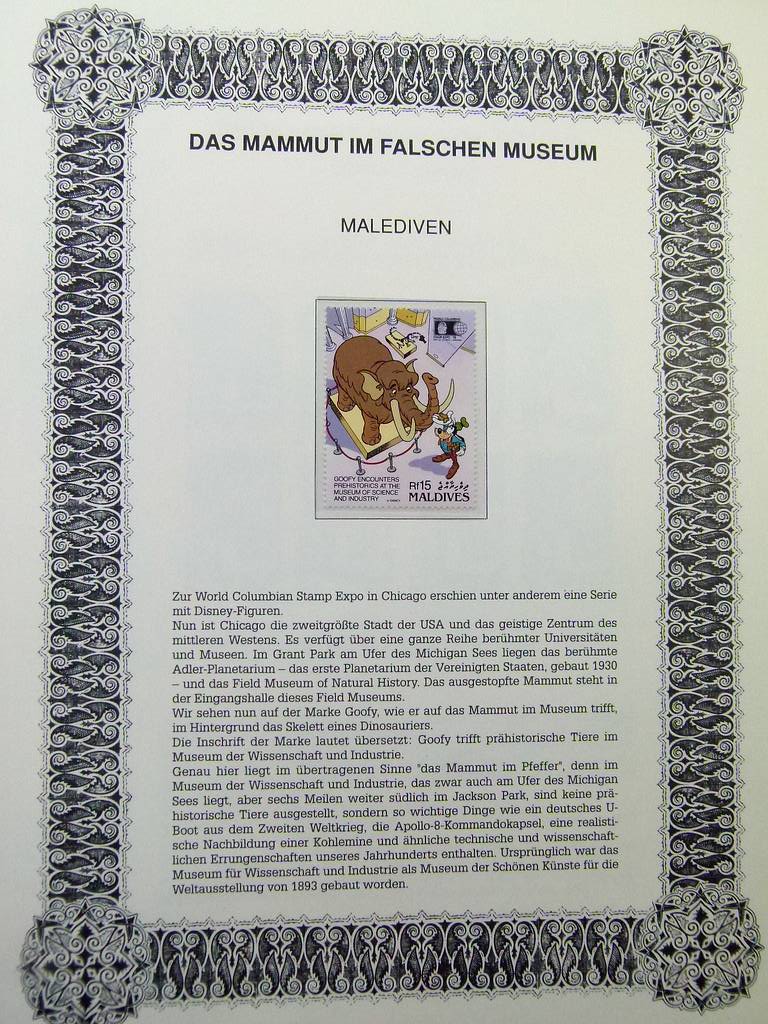 DAS MAMMUT IM FALSCHEN MUSEUM
MALEDIVEN
GOOFY ENCOUNTERS
PREHISTORICS AT THE
MUSEUM OF SCIENCE
AND INDUSTRY
Rf15
MALDIVES
Zur World Columbian Stamp Expo in Chicago erschien unter anderem eine Serie
mit Disney-Figuren.
Nun ist Chicago die zweitgrößte Stadt der USA und das geistige Zentrum des
mittleren Westens. Es verfügt über eine ganze Reihe berühmter Universitäten
und Museen. Im Grant Park am Ufer des Michigan Sees liegen das berühmte
Adler-Planetarium – das erste Planetarium der Vereinigten Staaten, gebaut 1930
– und das Field Museum of Natural History. Das ausgestopfte Mammut steht in
der Eingangshalle dieses Field Museums.
Wir sehen nun auf der Marke Goofy, wie er auf das Mammut im Museum trifft,
im Hintergrund das Skelett eines Dinosauriers.
Die Inschrift der Marke lautet übersetzt: Goofy trifft prähistorische Tiere im
Museum der Wissenschaft und Industrie.
Genau hier liegt im übertragenen Sinne "das Mammut im Pfeffer", denn im
Museum der Wissenschaft und Industrie, das zwar auch am Ufer des Michigan
Sees liegt, aber sechs Meilen weiter südlich im Jackson Park, sind keine prä-
historische Tiere ausgestellt, sondern so wichtige Dinge wie ein deutsches U-
Boot aus dem Zweiten Weltkrieg, die Apollo-8-Kommandokapsel, eine realisti-
sche Nachbildung einer Kohlemine und ähnliche technische und wissenschaft-
lichen Errungenschaften unseres Jahrhunderts enthalten. Ursprünglich war das
Museum für Wissenschaft und Industrie als Museum der Schönen Künste für die
Weltausstellung von 1893 gebaut worden.